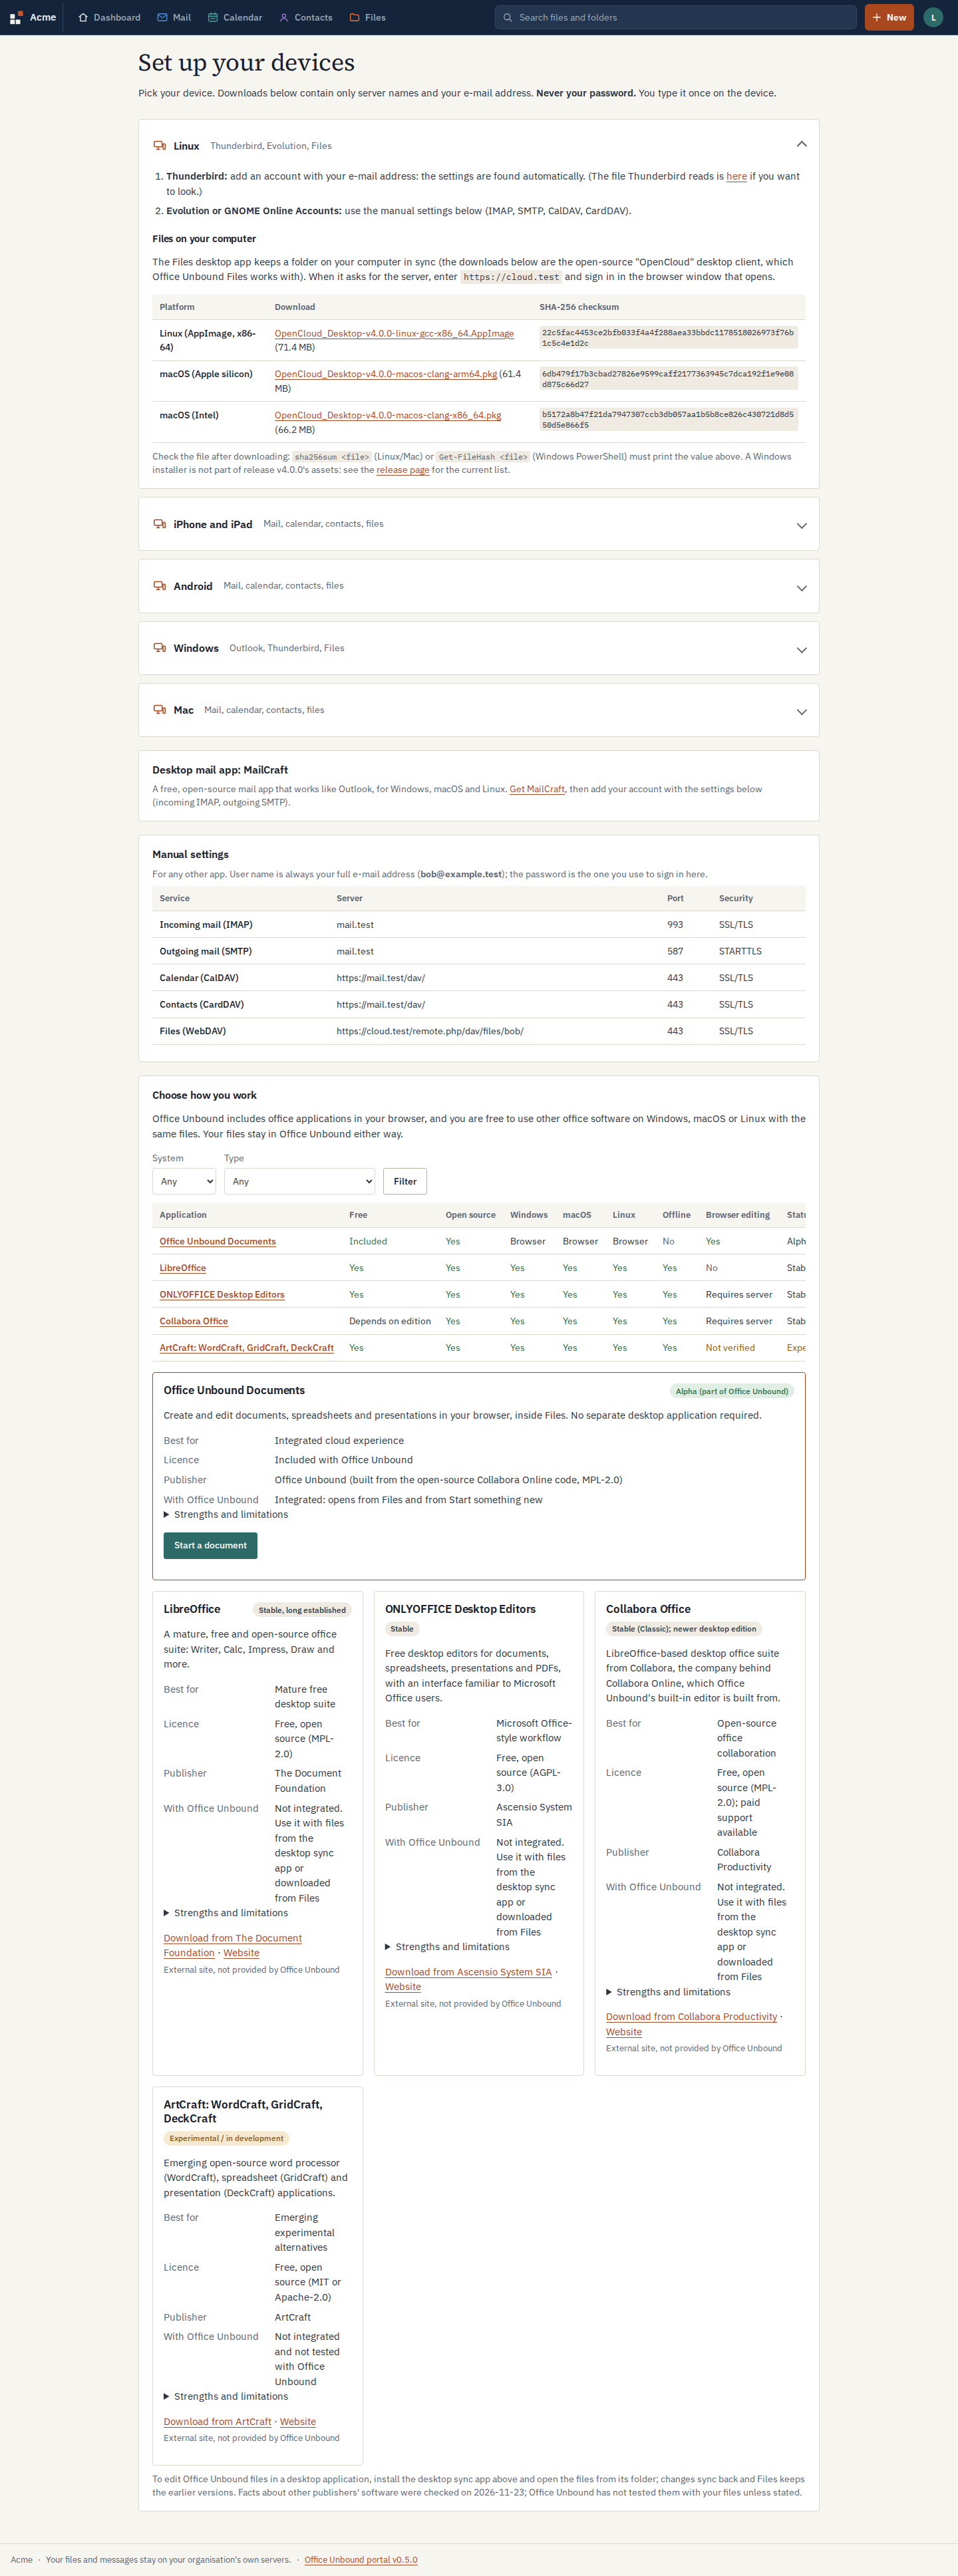 Acme Dashboard Mail Calendar Contacts Files Search files and folders New L
Set up your devices
Pick your device. Downloads below contain only server names and your e-mail address. Never your password. You type it once on the device.
Linux Thunderbird, Evolution, Files
1. Thunderbird: add an account with your e-mail address: the settings are found automatically. (The file Thunderbird reads is here if you want
to look.)
2. Evolution or GNOME Online Accounts: use the manual settings below (IMAP, SMTP, CalDAV, CardDAV).
Files on your computer
The Files desktop app keeps a folder on your computer in sync (the downloads below are the open-source "OpenCloud" desktop client, which
Office Unbound Files works with). When it asks for the server, enter https://cloud.test and sign in in the browser window that opens.
Platform Download SHA-256 checksum
Linux (AppImage, x86-
64)
OpenCloud_Desktop-v4.0.0-linux-gcc-x86_64.AppImage
(71.4 MB)
22c5fac4453ce2bfb033f4a4f288aea33bbdc1178518026973f76b
1c5c4e1d2c
macOS (Apple silicon)
OpenCloud_Desktop-v4.0.0-macos-clang-arm64.pkg (61.4
MB)
6db479f17b3cbad27826e9599caff2177363945c7dca192f1e9e08
d875c66d27
macOS (Intel)
OpenCloud_Desktop-v4.0.0-macos-clang-x86_64.pkg
(66.2 MB)
b5172a8b47f21da7947307ccb3db057aa1b5b8ce826c430721d8d5
50d5e866f5
Check the file after downloading: sha256sum <file> (Linux/Mac) or Get-FileHash <file> (Windows PowerShell) must print the value above. A Windows
installer is not part of release v4.0.0's assets: see the release page for the current list.
iPhone and iPad Mail, calendar, contacts, files
Android Mail, calendar, contacts, files
Windows Outlook, Thunderbird, Files
Mac Mail, calendar, contacts, files
Desktop mail app: MailCraft
A free, open-source mail app that works like Outlook, for Windows, macOS and Linux. Get MailCraft, then add your account with the settings below
(incoming IMAP, outgoing SMTP).
Manual settings
For any other app. User name is always your full e-mail address (bob@example.test); the password is the one you use to sign in here.
Service Server Port Security
Incoming mail (IMAP) mail.test 993 SSL/TLS
Outgoing mail (SMTP) mail.test 587 STARTTLS
Calendar (CalDAV) https://mail.test/dav/ 443 SSL/TLS
Contacts (CardDAV) https://mail.test/dav/ 443 SSL/TLS
Files (WebDAV) https://cloud.test/remote.php/dav/files/bob/ 443 SSL/TLS
Choose how you work
Office Unbound includes office applications in your browser, and you are free to use other office software on Windows, macOS or Linux with the
same files. Your files stay in Office Unbound either way.
System Type
Any Any Filter
Application Free Open source Windows macOS Linux Offline Browser editing Statu
Office Unbound Documents Included Yes Browser Browser Browser No Yes Alph
LibreOffice Yes Yes Yes Yes Yes Yes No Stab
ONLYOFFICE Desktop Editors Yes Yes Yes Yes Yes Yes Requires server Stab
Collabora Office Depends on edition Yes Yes Yes Yes Yes Requires server Stab
ArtCraft: WordCraft, GridCraft, DeckCraft Yes Yes Yes Yes Yes Yes Not verified Expe
Office Unbound Documents Alpha (part of Office Unbound)
Create and edit documents, spreadsheets and presentations in your browser, inside Files. No separate desktop application required.
Best for Integrated cloud experience
Licence Included with Office Unbound
Publisher Office Unbound (built from the open-source Collabora Online code, MPL-2.0)
With Office Unbound Integrated: opens from Files and from Start something new
Strengths and limitations
Start a document
LibreOffice Stable, long established
A mature, free and open-source office
suite: Writer, Calc, Impress, Draw and
more.
Best for Mature free
desktop suite
Licence Free, open
source (MPL-
2.0)
Publisher The Document
Foundation
With Office Unbound Not integrated.
Use it with files
from the
desktop sync
app or
downloaded
from Files
Strengths and limitations
Download from The Document
Foundation · Website
External site, not provided by Office Unbound
ONLYOFFICE Desktop Editors
Stable
Free desktop editors for documents,
spreadsheets, presentations and PDFs,
with an interface familiar to Microsoft
Office users.
Best for Microsoft Office-
style workflow
Licence Free, open
source (AGPL-
3.0)
Publisher Ascensio System
SIA
With Office Unbound Not integrated.
Use it with files
from the
desktop sync
app or
downloaded
from Files
Strengths and limitations
Download from Ascensio System SIA ·
Website
External site, not provided by Office Unbound
Collabora Office
Stable (Classic); newer desktop edition
LibreOffice-based desktop office suite
from Collabora, the company behind
Collabora Online, which Office
Unbound's built-in editor is built from.
Best for Open-source
office
collaboration
Licence Free, open
source (MPL-
2.0); paid
support
available
Publisher Collabora
Productivity
With Office Unbound Not integrated.
Use it with files
from the
desktop sync
app or
downloaded
from Files
Strengths and limitations
Download from Collabora Productivity ·
Website
External site, not provided by Office Unbound
ArtCraft: WordCraft, GridCraft,
DeckCraft
Experimental / in development
Emerging open-source word processor
(WordCraft), spreadsheet (GridCraft) and
presentation (DeckCraft) applications.
Best for Emerging
experimental
alternatives
Licence Free, open
source (MIT or
Apache-2.0)
Publisher ArtCraft
With Office Unbound Not integrated
and not tested
with Office
Unbound
Strengths and limitations
Download from ArtCraft · Website
External site, not provided by Office Unbound
To edit Office Unbound files in a desktop application, install the desktop sync app above and open the files from its folder; changes sync back and Files keeps
the earlier versions. Facts about other publishers' software were checked on 2026-11-23; Office Unbound has not tested them with your files unless stated.
Acme · Your files and messages stay on your organisation's own servers. · Office Unbound portal v0.5.0